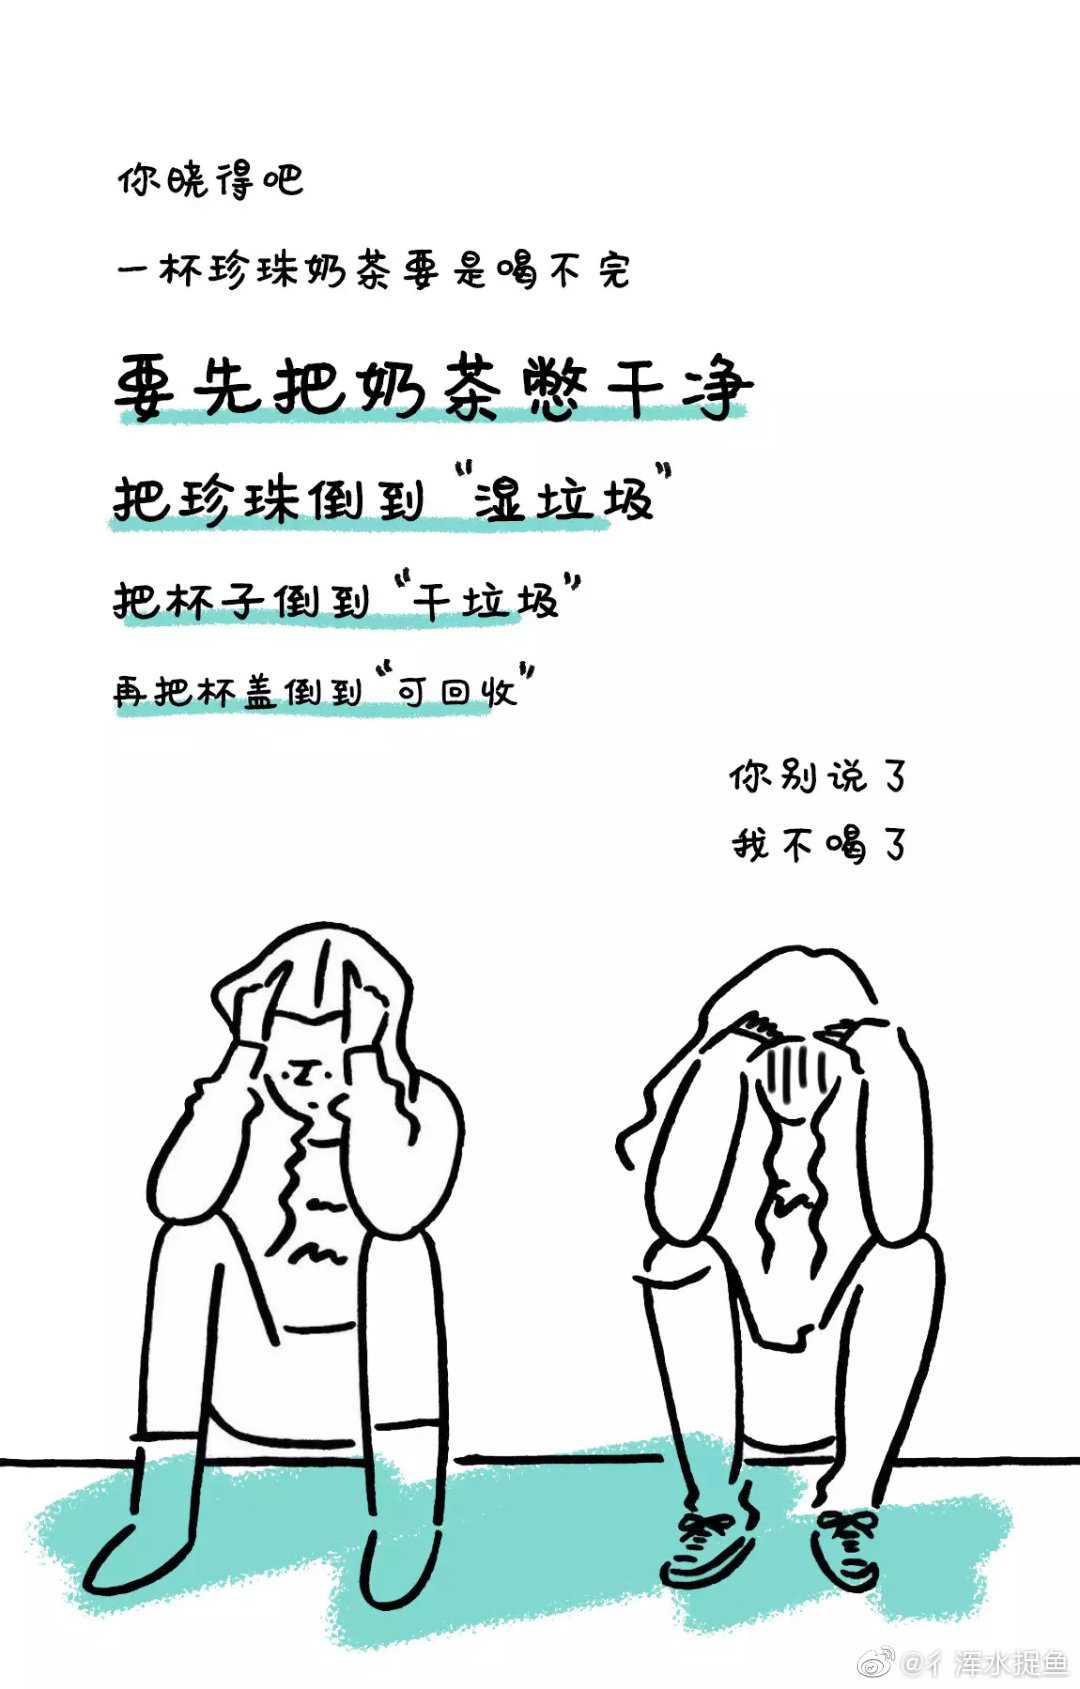 你晓得吧
一杯珍珠奶茶要是喝不完
要先把奶茶憋干净
把珍珠倒到“湿垃圾”
把杯子倒到“干垃圾”
再把杯盖倒到“可回收”
你别说了
我不喝了
@彳浑水捉鱼